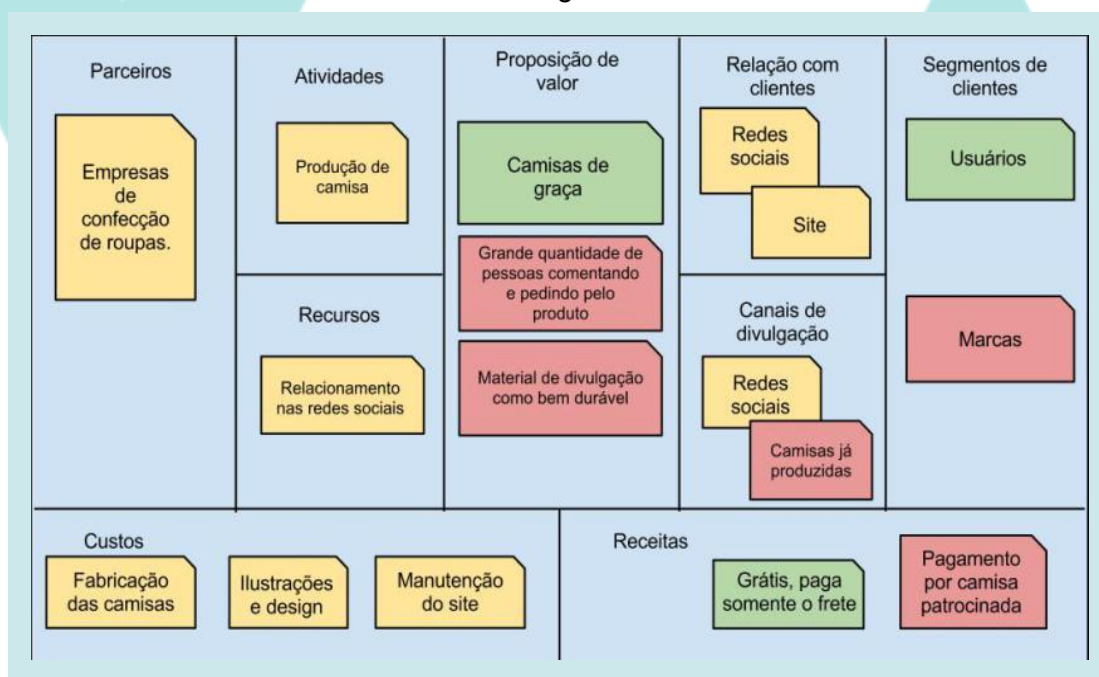 Parceiros
Empresas
de
confecção
de roupas.
Atividades
Produção de
camisa
Recursos
Relacionamento
nas redes sociais
Proposição de
valor
Camisas de
graça
Grande quantidade de
pessoas comentando
e pedindo pelo
produto
Material de divulgação
como bem durável
Relação com
clientes
Redes
sociais
Site
Canais de
divulgação
Redes
sociais
Camisas já
produzidas
Segmentos de
clientes
Usuários
Marcas
Custos
Fabricação
das camisas
Ilustrações
e design
Manutenção
do site
Receitas
Grátis, paga
somente o frete
Pagamento
por camisa
patrocinada